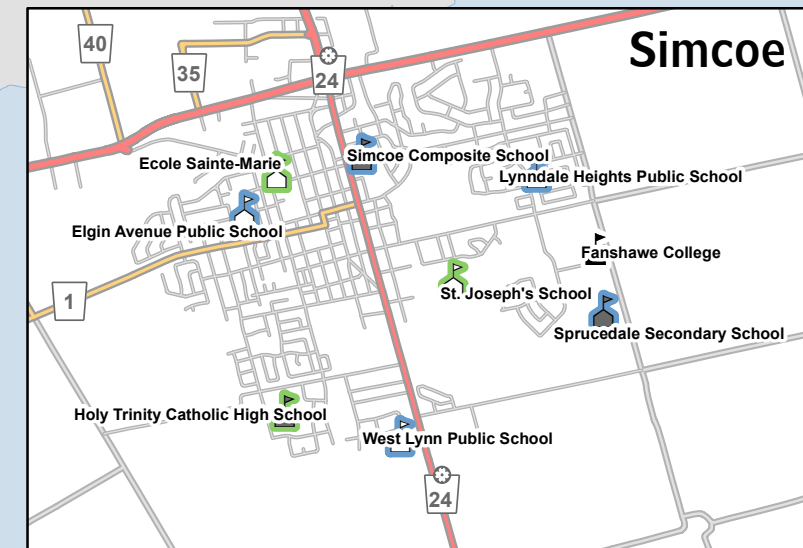 Simcoe
40
35
24
Ecole Sainte-Marie
Simcoe Composite School
Lynndale Heights Public School
Elgin Avenue Public School
Fanshawe College
1
St. Joseph's School
Sprucedale Secondary School
Holy Trinity Catholic High School
West Lynn Public School
24